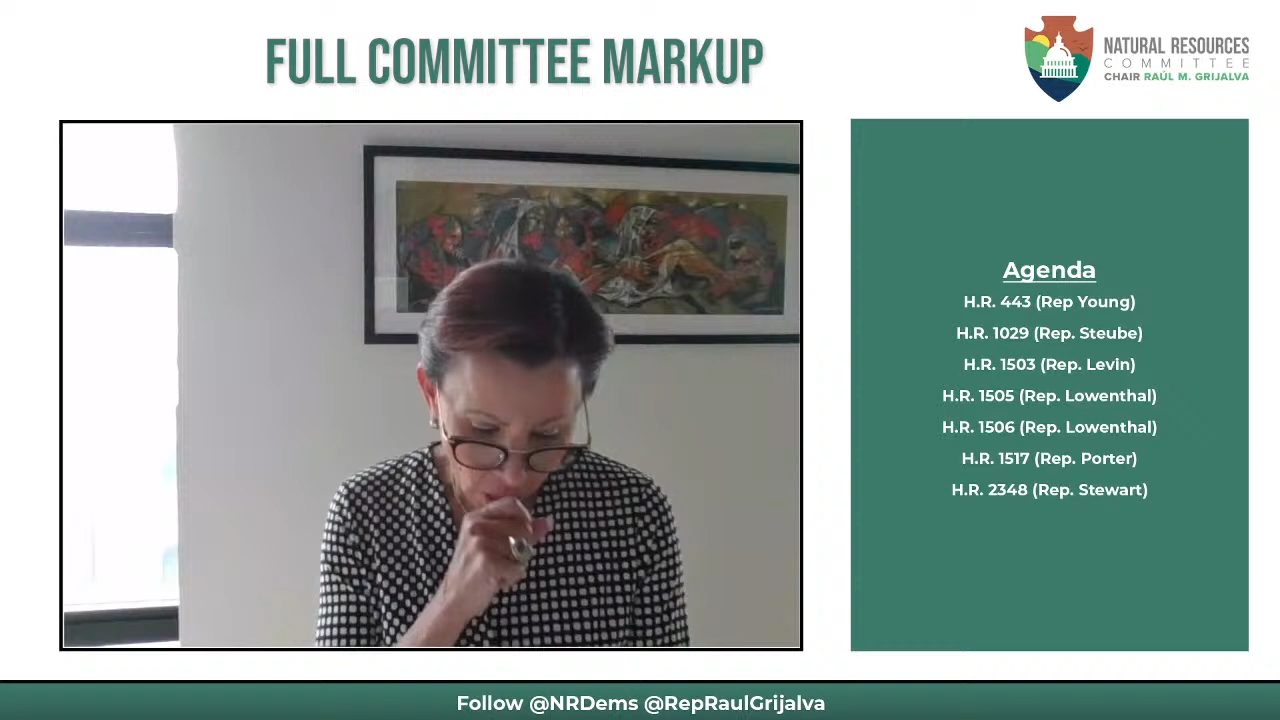 FULL COMMITTEE MARKUP
NATURAL RESOURCES
COMMITTEE
CHAIR RAÚL M. GRIJALVA
Agenda
H.R. 443 (Rep Young)
H.R. 1029 (Rep. Steube)
H.R. 1503 (Rep. Levin)
H.R. 1505 (Rep. Lowenthal)
H.R. 1506 (Rep. Lowenthal)
H.R. 1517 (Rep. Porter)
H.R. 2348 (Rep. Stewart)
Follow @NRDems @RepRaulGrijalva